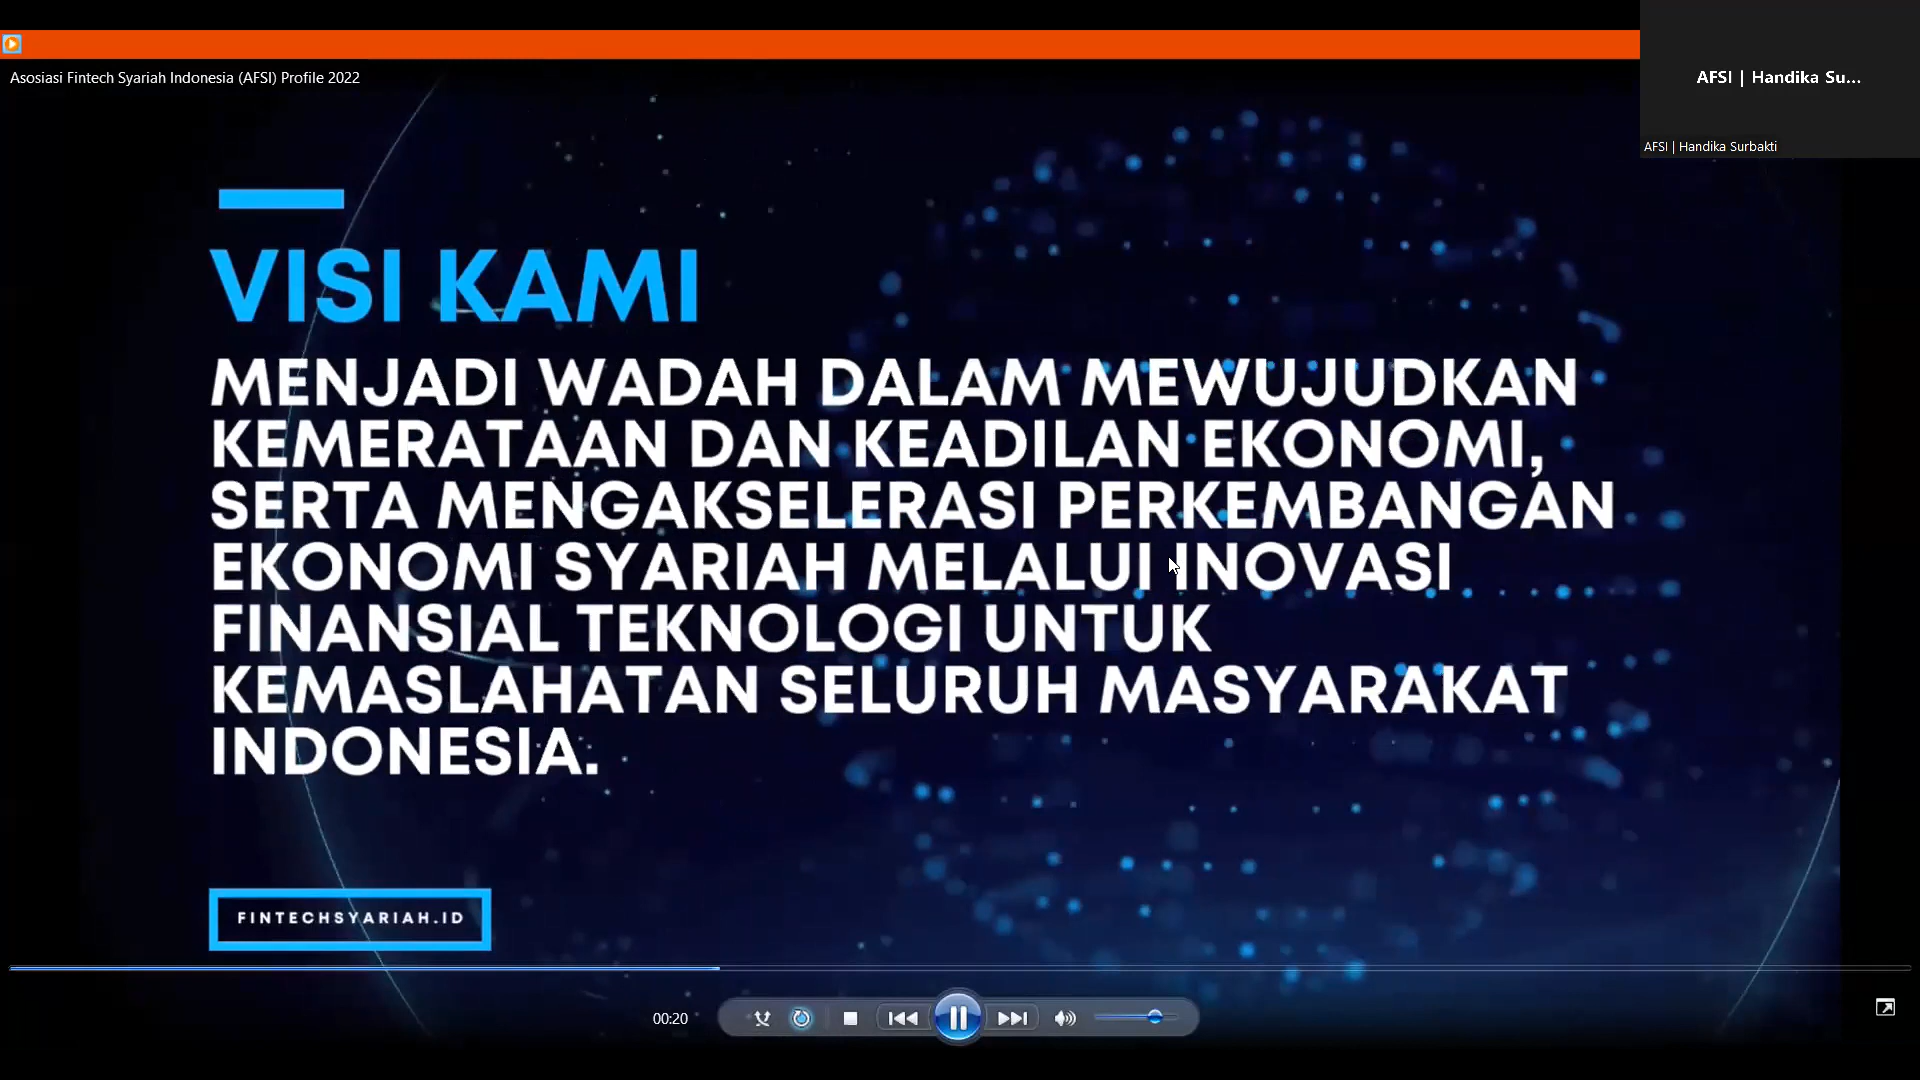 Asosiasi Fintech Syariah Indonesia (AFSI) Profile 2022
AFSI | Handika Su...
AFSI | Handika Surbakti
VISI KAMI
MENJADI WADAH DALAM MEWUJUDKAN
KEMERATAAN DAN KEADILAN EKONOMI,
SERTA MENGAKSELERASI PERKEMBANGAN
EKONOMI SYARIAH MELALUI INOVASI
FINANSIAL TEKNOLOGI UNTUK
KEMASLAHATAN SELURUH MASYARAKAT
INDONESIA.
FINTECHSYARIAH.ID
00:20